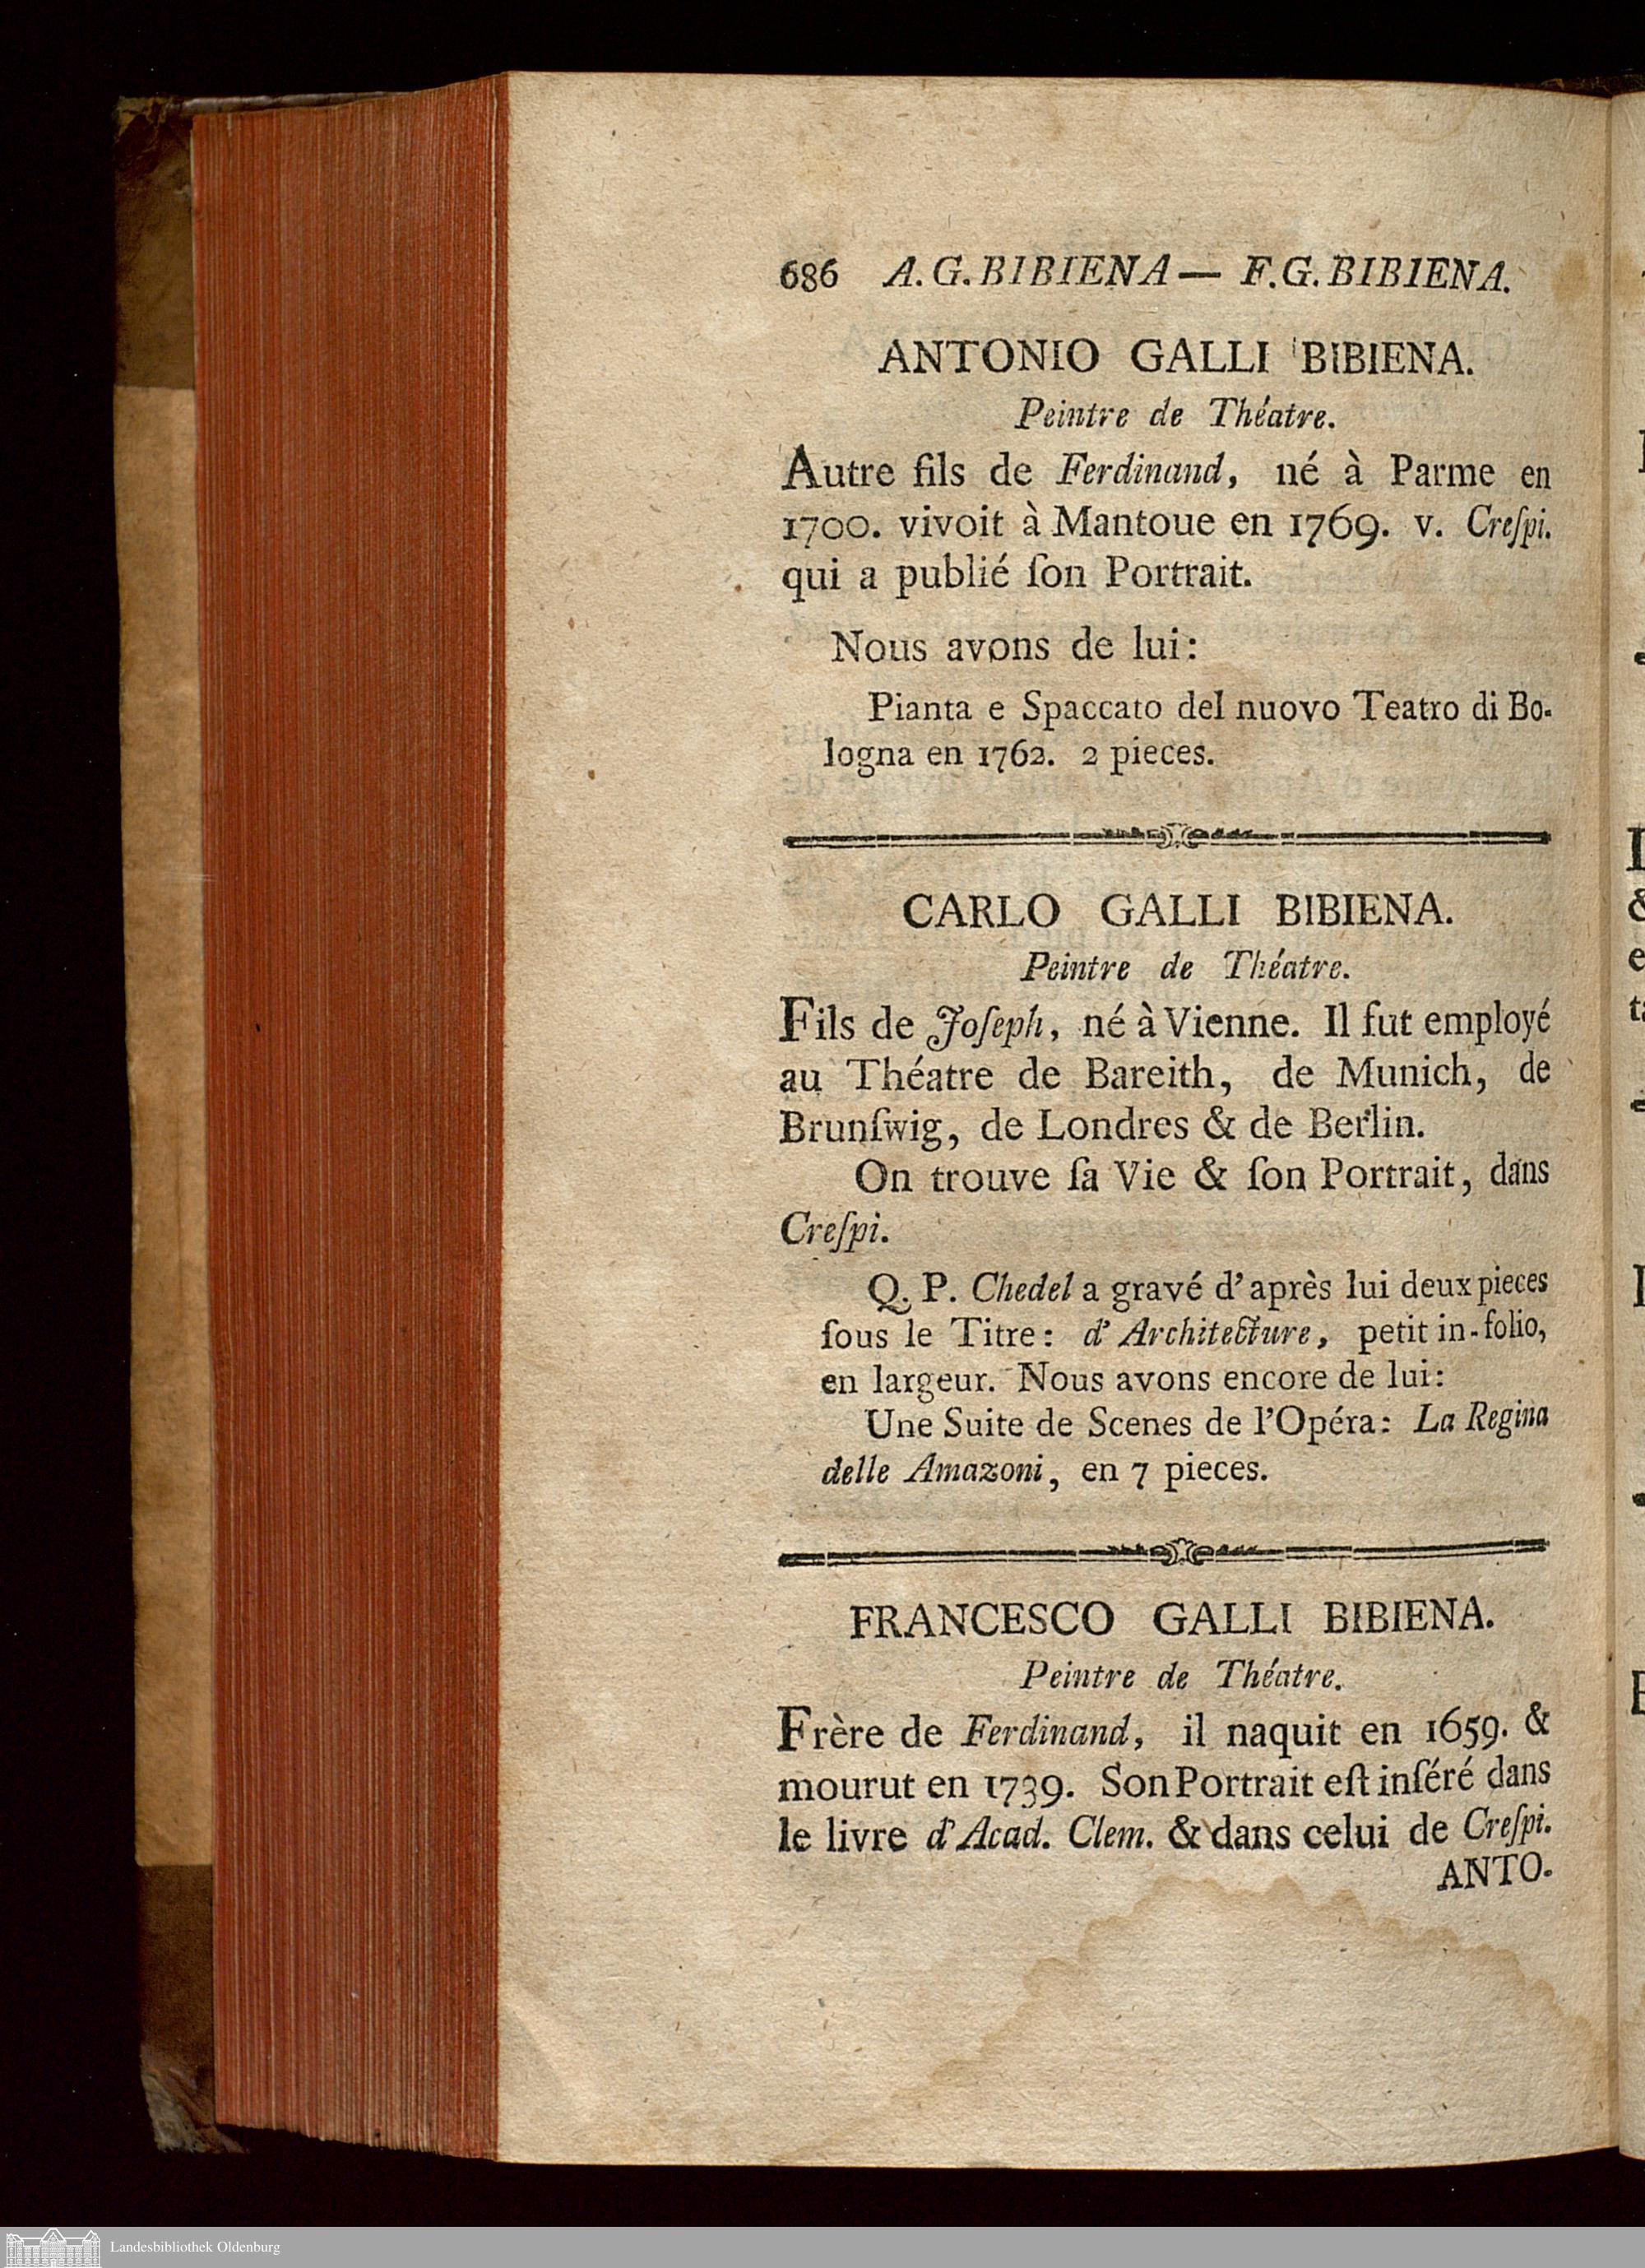 686 A. G. BIBIENA — F. G. BIBIENA.
ANTONIO GALLI BIBIENA.
Peintre de Théatre.
Autre fils de Ferdinand, né à Parme en
1700. vivoit à Mantoue en 1769. v. Creſpi.
qui a publié ſon Portrait.
Nous avons de lui:
Pianta e Spaccato del nuovo Teatro di Bo-
logna en 1762. 2 pieces.
CARLO GALLI BIBIENA.
Peintre de Théatre.
Fils de Joſeph, né à Vienne. Il fut employé
au Théatre de Bareith, de Munich, de
Brunſwig, de Londres & de Berlin.
On trouve ſa Vie & ſon Portrait, dans
Creſpi.
Q. P. Chedel a gravé d'après lui deux pieces
ſous le Titre: d'Architecture, petit in-folio,
en largeur. Nous avons encore de lui:
Une Suite de Scenes de l'Opéra: La Regina
delle Amazoni, en 7 pieces.
FRANCESCO GALLI BIBIENA.
Peintre de Théatre.
Frère de Ferdinand, il naquit en 1659. &
mourut en 1739. Son Portrait eſt inſéré dans
le livre d'Acad. Clem. & dans celui de Creſpi.
ANTO-
Landesbibliothek Oldenburg